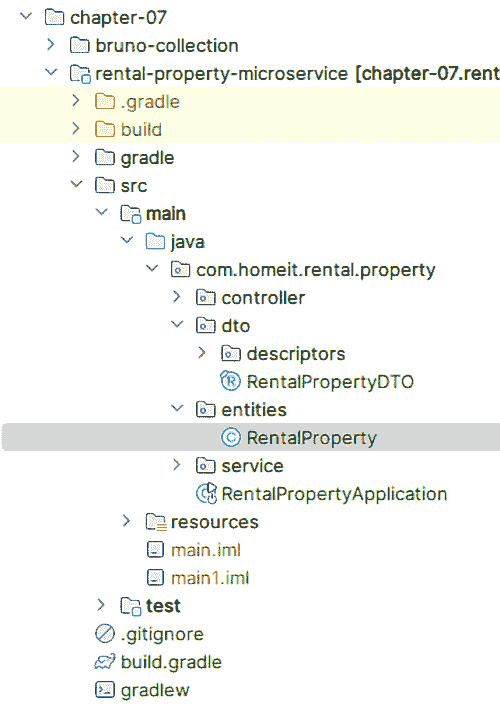 chapter-07
bruno-collection
rental-property-microservice [chapter-07.rent
.gradle
build
gradle
src
main
java
com.homeit.rental.property
controller
dto
descriptors
RentalPropertyDTO
entities
RentalProperty
service
RentalPropertyApplication
resources
main.iml
main1.iml
test
.gitignore
build.gradle
gradlew